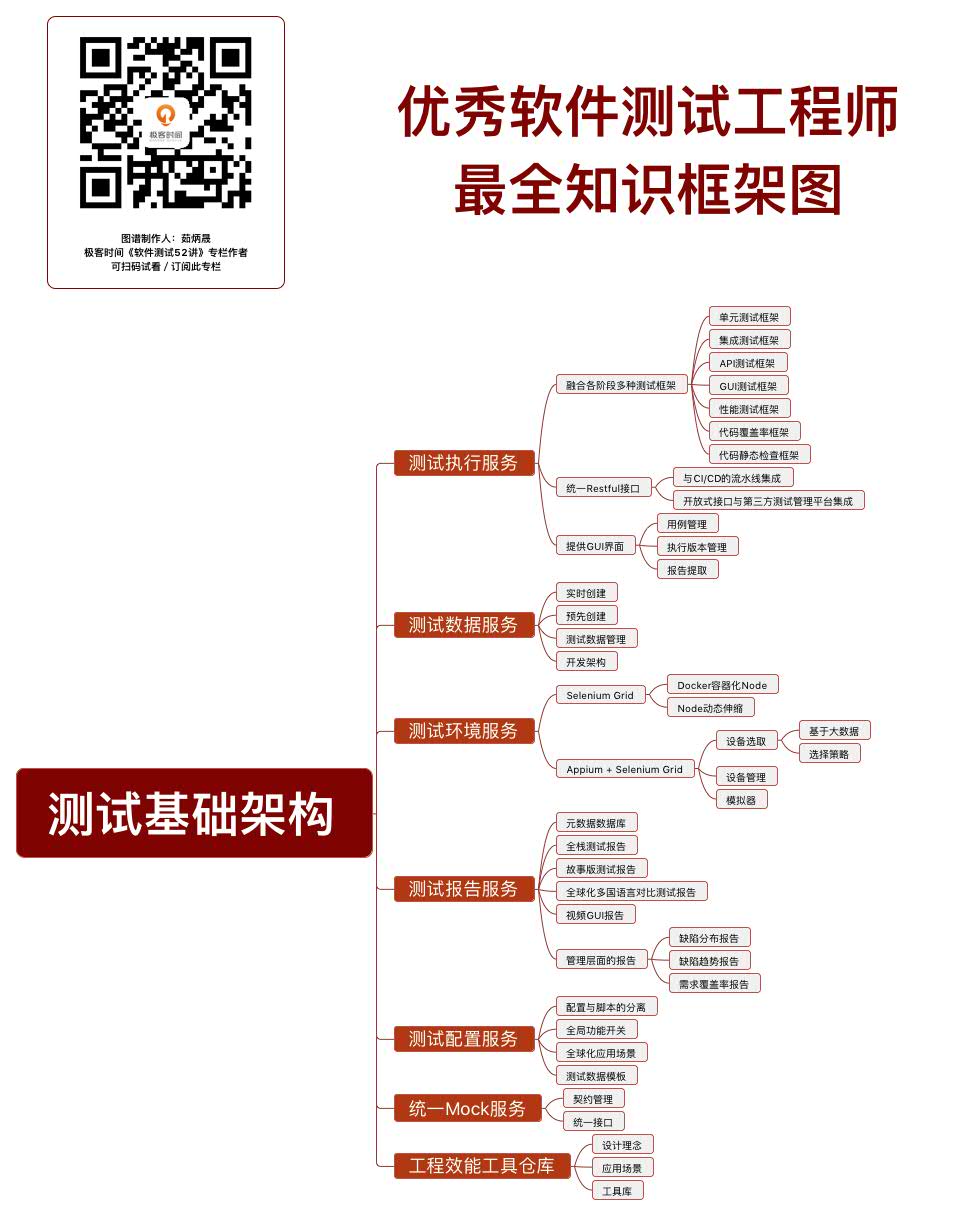 极客时间
图谱制作人：茹炳晟
极客时间《软件测试52讲》专栏作者
可扫码试看 / 订阅此专栏
优秀软件测试工程师
最全知识框架图
测试基础架构
测试执行服务
融合各阶段多种测试框架
单元测试框架
集成测试框架
API测试框架
GUI测试框架
性能测试框架
代码覆盖率框架
代码静态检查框架
统一Restful接口
与CI/CD的流水线集成
开放式接口与第三方测试管理平台集成
提供GUI界面
用例管理
执行版本管理
报告提取
测试数据服务
实时创建
预先创建
测试数据管理
开发架构
测试环境服务
Selenium Grid
Docker容器化Node
Node动态伸缩
Appium + Selenium Grid
设备选取
基于大数据
选择策略
设备管理
模拟器
测试报告服务
元数据数据库
全栈测试报告
故事版测试报告
全球化多国语言对比测试报告
视频GUI报告
管理层面的报告
缺陷分布报告
缺陷趋势报告
需求覆盖率报告
测试配置服务
配置与脚本的分离
全局功能开关
全球化应用场景
测试数据模板
统一Mock服务
契约管理
统一接口
工程效能工具仓库
设计理念
应用场景
工具库